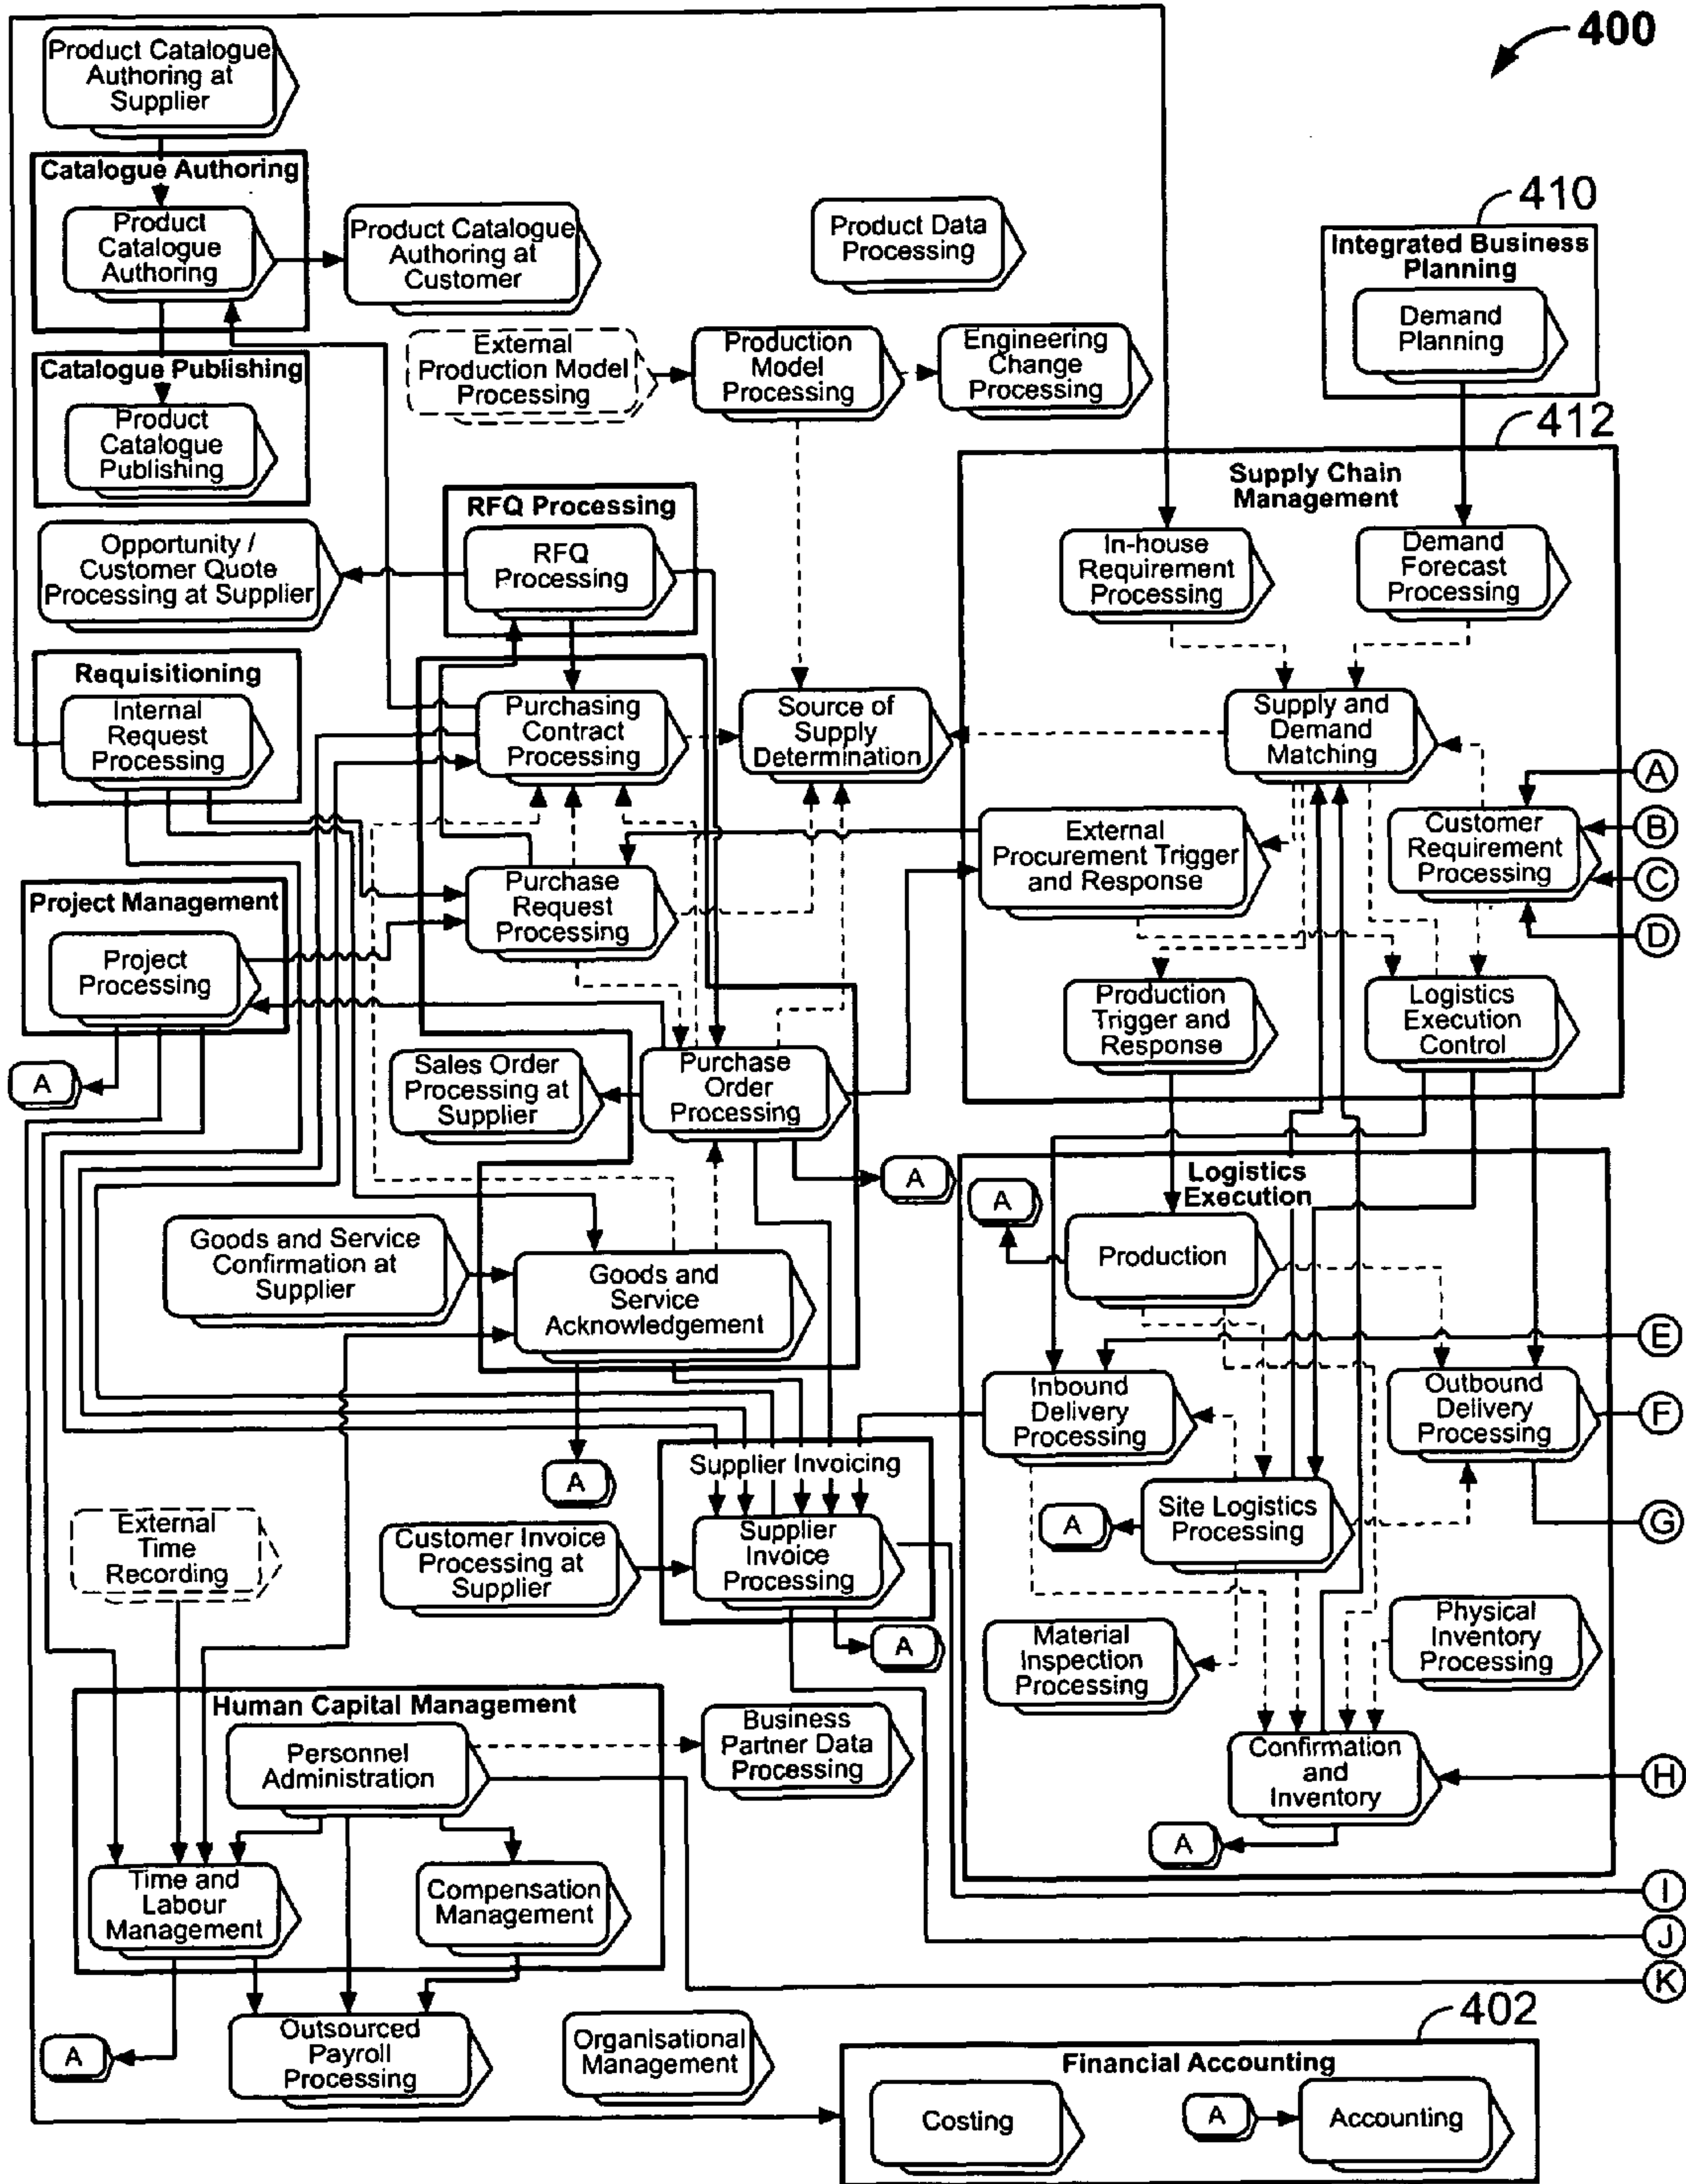 400
Product Catalogue
Authoring at
Supplier
Catalogue Authoring
Product
Catalogue
Authoring
Product Catalogue
Authoring at
Customer
Product Data
Processing
410
Integrated Business
Planning
Demand
Planning
External
Production Model
Processing
Production
Model
Processing
Engineering
Change
Processing
Catalogue Publishing
Product
Catalogue
Publishing
412
Supply Chain
Management
RFQ Processing
RFQ
Processing
Opportunity /
Customer Quote
Processing at Supplier
In-house
Requirement
Processing
Demand
Forecast
Processing
Requisitioning
Internal
Request
Processing
Purchasing
Contract
Processing
Source of
Supply
Determination
Supply and
Demand
Matching
A
B
C
D
External
Procurement Trigger
and Response
Customer
Requirement
Processing
Purchase
Request
Processing
Project Management
Project
Processing
A
Production
Trigger and
Response
Logistics
Execution
Control
Sales Order
Processing at
Supplier
Purchase
Order
Processing
A
Logistics
Execution
A
Production
Goods and Service
Confirmation at
Supplier
Goods and
Service
Acknowledgement
A
E
F
G
Inbound
Delivery
Processing
Outbound
Delivery
Processing
Supplier Invoicing
Supplier
Invoice
Processing
A
Customer Invoice
Processing at
Supplier
A
Site Logistics
Processing
External
Time
Recording
Material
Inspection
Processing
Physical
Inventory
Processing
Human Capital Management
Personnel
Administration
Business
Partner Data
Processing
Confirmation
and
Inventory
H
A
Time and
Labour
Management
Compensation
Management
I
J
K
A
Outsourced
Payroll
Processing
Organisational
Management
402
Financial Accounting
Costing
A
Accounting